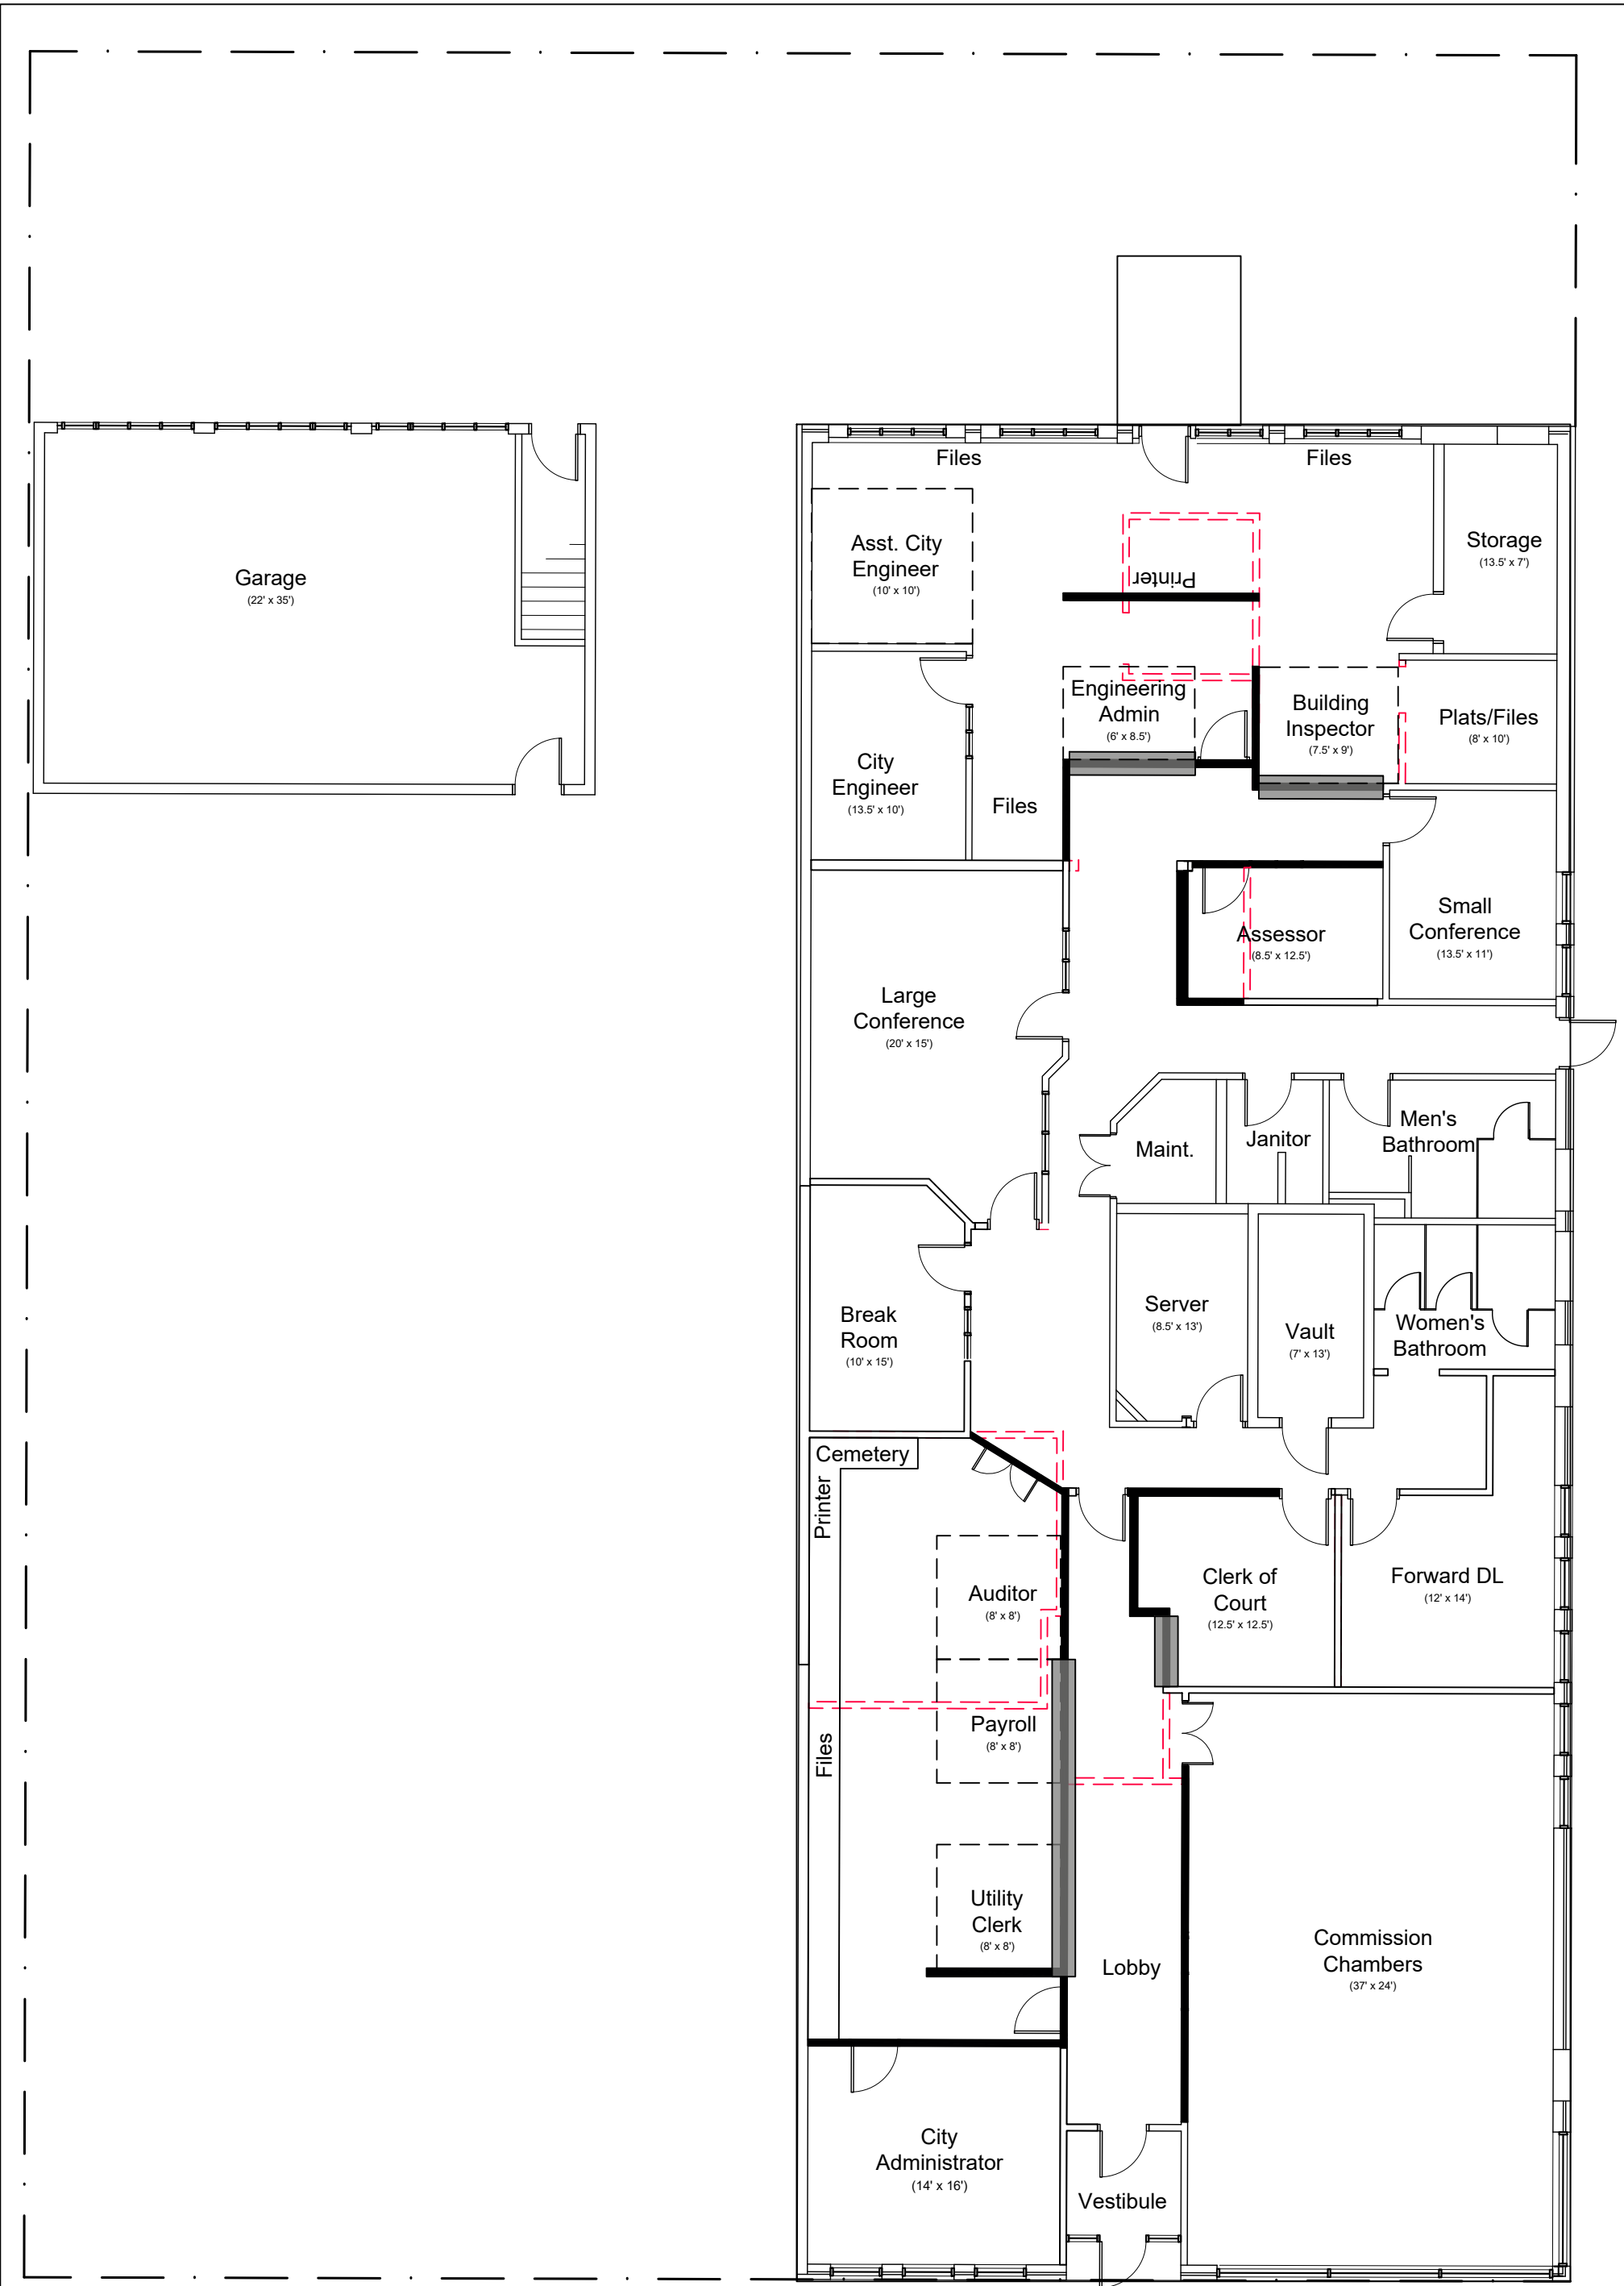 Files
Files
Asst. City
Engineer
(10' x 10')
Storage
(13.5' x 7')
Garage
(22' x 35')
Printer
Engineering
Admin
(6' x 8.5')
Building
Inspector
(7.5' x 9')
Plats/Files
(8' x 10')
City
Engineer
(13.5' x 10')
Files
Small
Conference
(13.5' x 11')
Assessor
(8.5' x 12.5')
Large
Conference
(20' x 15')
Maint.
Janitor
Men's
Bathroom
Server
(8.5' x 13')
Vault
(7' x 13')
Women's
Bathroom
Break
Room
(10' x 15')
Cemetery
Printer
Auditor
(8' x 8')
Clerk of
Court
(12.5' x 12.5')
Forward DL
(12' x 14')
Payroll
(8' x 8')
Files
Utility
Clerk
(8' x 8')
Lobby
Commission
Chambers
(37' x 24')
City
Administrator
(14' x 16')
Vestibule